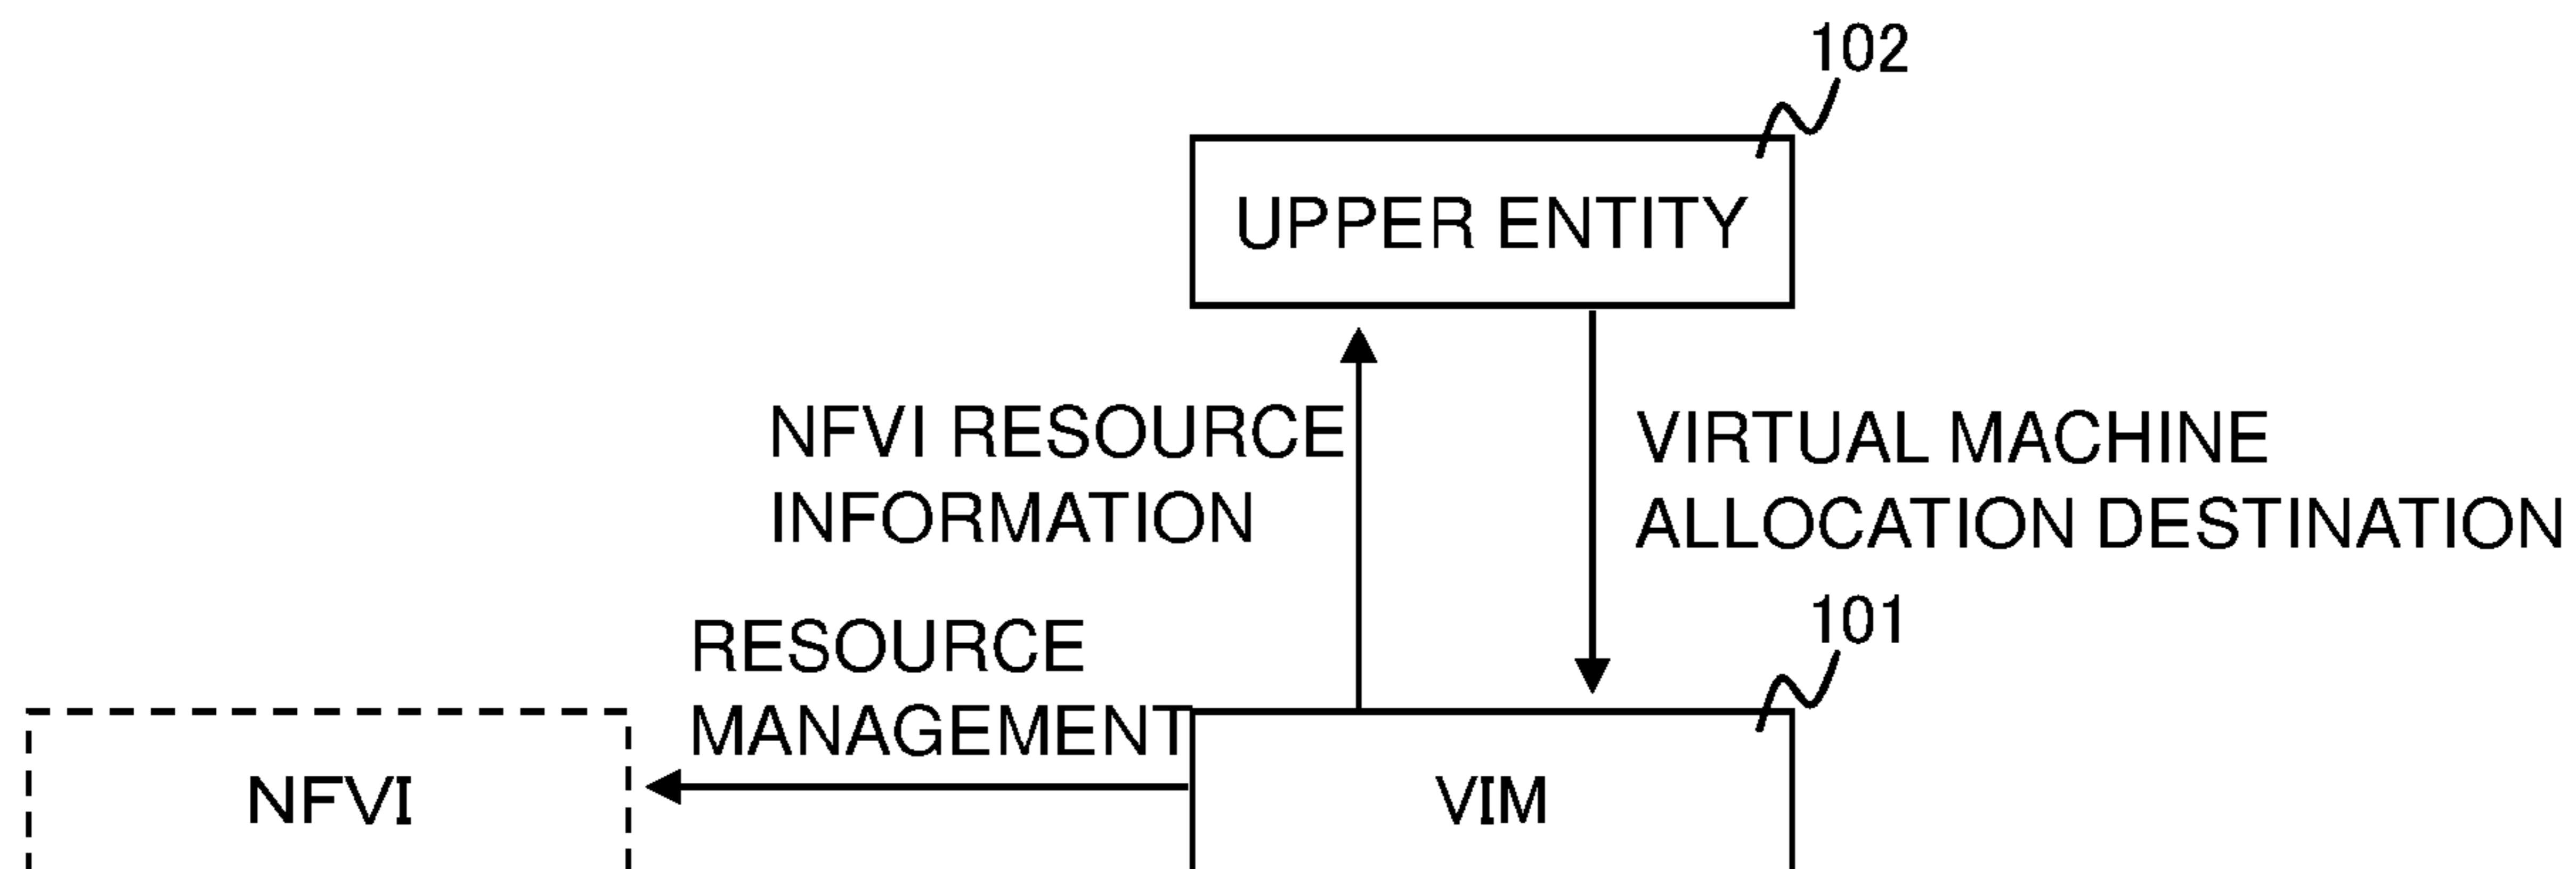 102
UPPER ENTITY
NFVI RESOURCE
INFORMATION
VIRTUAL MACHINE
ALLOCATION DESTINATION
101
RESOURCE
MANAGEMENT
NFVI
VIM